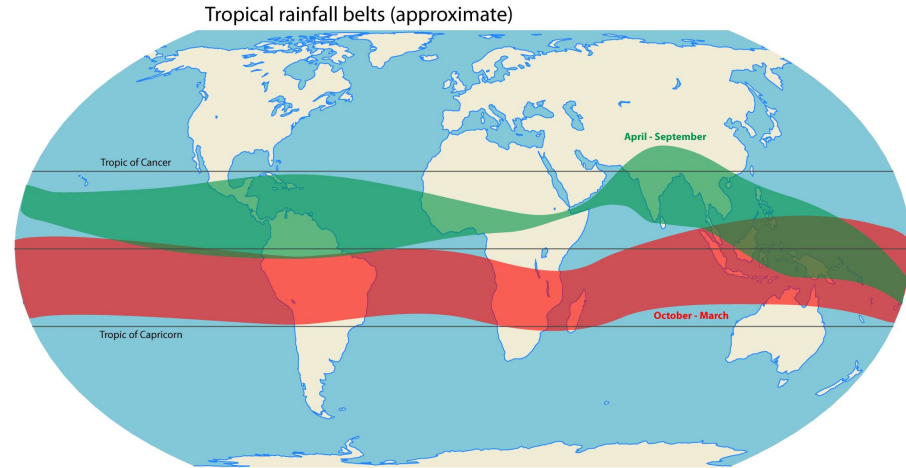 Tropical rainfall belts (approximate)
April - September
Tropic of Cancer
October - March
Tropic of Capricorn